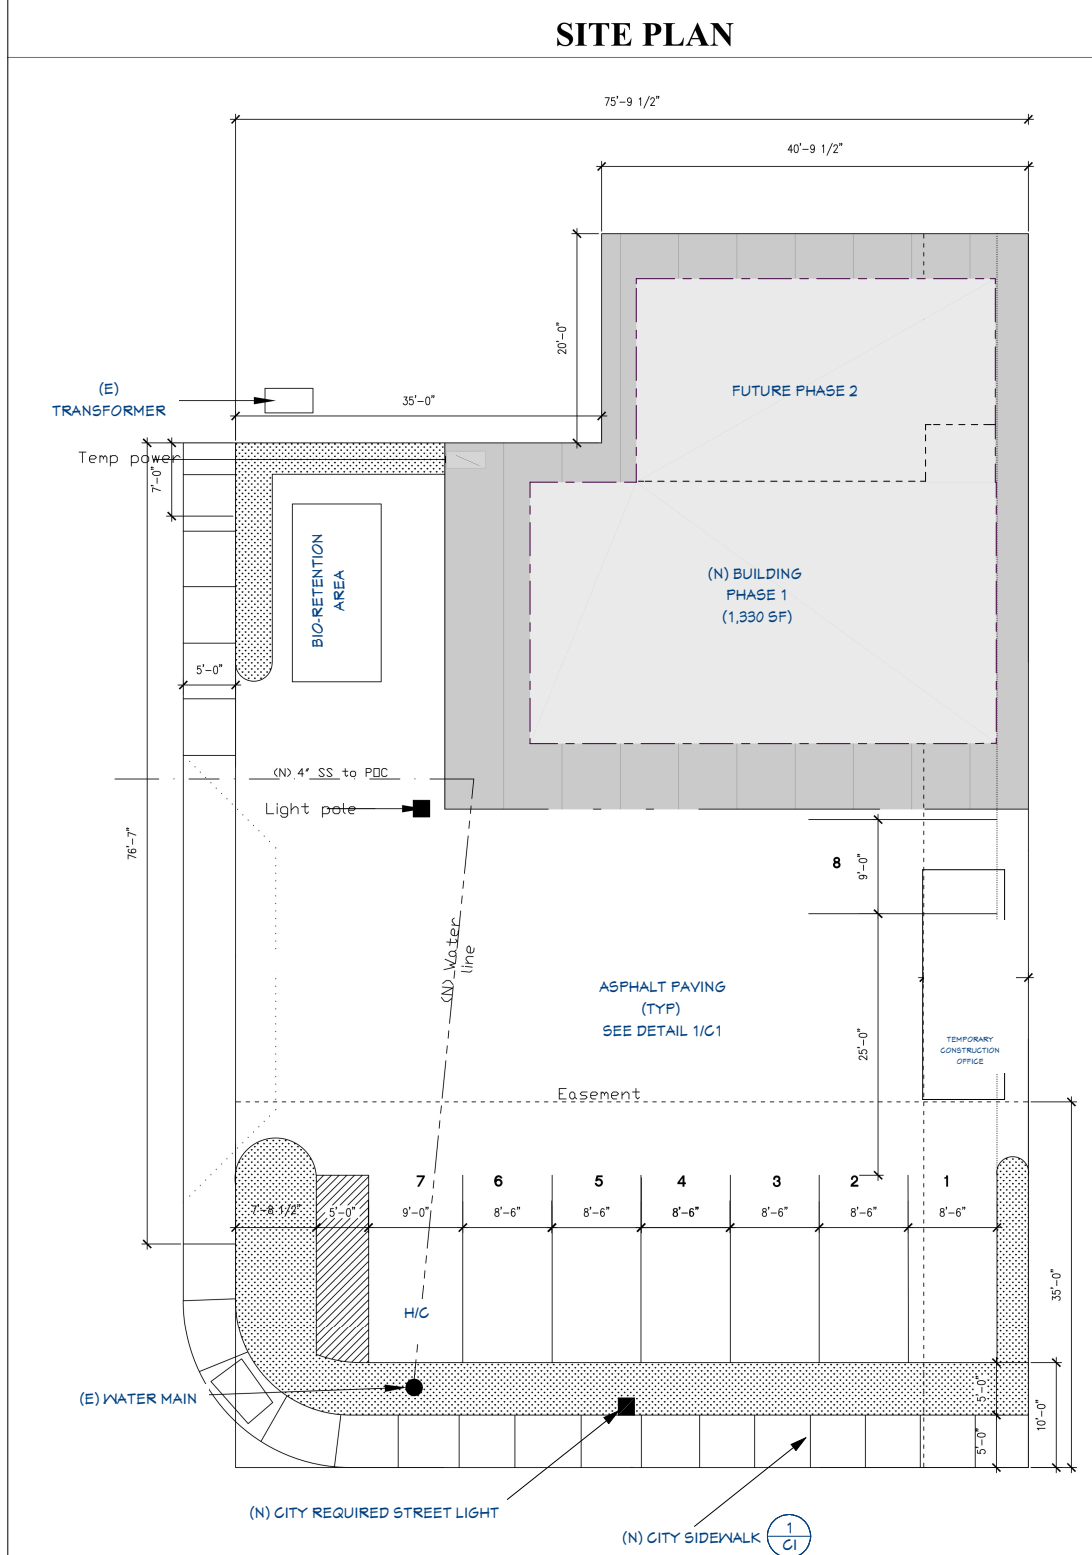 SITE PLAN
75'-9 1/2"
40'-9 1/2"
20'-0"
(E)
TRANSFORMER
35'-0"
FUTURE PHASE 2
Temp power
7'-0"
BIO-RETENTION
AREA
(N) BUILDING
PHASE 1
(1,330 SF)
5'-0"
(N) 4" SS to POC
Light pole
76'-7"
8
9'-0"
(N) Water
line
ASPHALT PAVING
(TYP)
SEE DETAIL 1/C1
25'-0"
TEMPORARY
CONSTRUCTION
OFFICE
Easement
7 6 5 4 3 2 1
7'-8 1/2" 5'-0" 9'-0" 8'-6" 8'-6" 8'-6" 8'-6" 8'-6" 8'-6"
35'-0"
H/C
(E) WATER MAIN
5'-0"
10'-0"
5'-0"
(N) CITY REQUIRED STREET LIGHT
(N) CITY SIDEWALK
1
C1